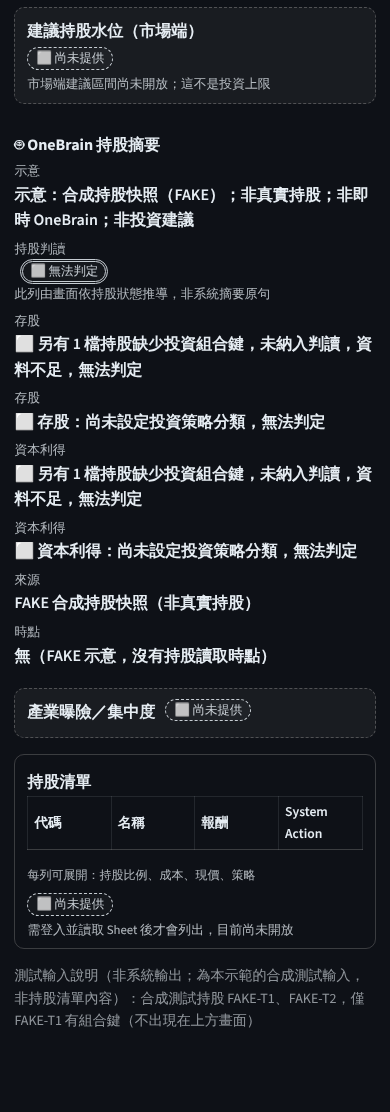 建議持股水位（市場端）
尚未提供
市場端建議區間尚未開放；這不是投資上限
OneBrain 持股摘要
示意
示意：合成持股快照（FAKE）；非真實持股；非即
時 OneBrain；非投資建議
持股判讀
無法判定
此列由畫面依持股狀態推導，非系統摘要原句
存股
⬜ 另有 1 檔持股缺少投資組合鍵，未納入判讀，資
料不足，無法判定
存股
⬜ 存股：尚未設定投資策略分類，無法判定
資本利得
⬜ 另有 1 檔持股缺少投資組合鍵，未納入判讀，資
料不足，無法判定
資本利得
⬜ 資本利得：尚未設定投資策略分類，無法判定
來源
FAKE 合成持股快照（非真實持股）
時點
無（FAKE 示意，沒有持股讀取時點）
產業曝險／集中度 尚未提供
持股清單
代碼 名稱 報酬 System Action
每列可展開：持股比例、成本、現價、策略
尚未提供
需登入並讀取 Sheet 後才會列出，目前尚未開放
測試輸入說明（非系統輸出；為本示範的合成測試輸入，
非持股清單內容）：合成測試持股 FAKE-T1、FAKE-T2，僅
FAKE-T1 有組合鍵（不出現在上方畫面）